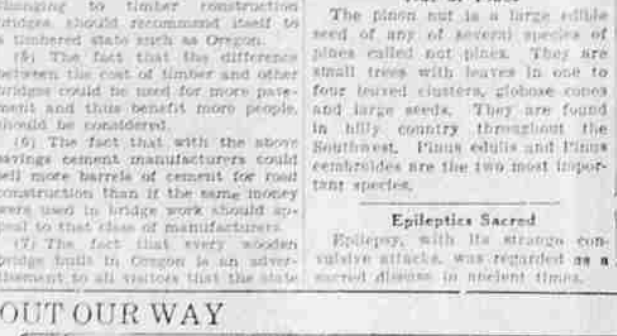 changing to timber construction
bridges, should recommend itself to
a timbered state such as Oregon.
(5) The fact that the difference
between the cost of timber and other
bridges could be used for more pave-
ment and thus benefit more people,
should be considered.
(6) The fact that with the above
savings cement manufacturers could
sell more barrels of cement for road
construction than if the same money
were used in bridge work should ap-
peal to that class of manufacturers.
(7) The fact that every wooden
bridge built in Oregon is an adver-
tisement to all visitors that the state
The pinon nut is a large edible
seed of any of several species of
pines called nut pines. They are
small trees with leaves in one to
four leaved clusters, globose cones
and large seeds. They are found
in hilly country throughout the
Southwest. Pinus edulis and Pinus
cembroides are the two most impor-
tant species.
Epileptics Sacred
Epilepsy, with its strange con-
vulsive attacks, was regarded as a
sacred disease in ancient times.
OUT OUR WAY